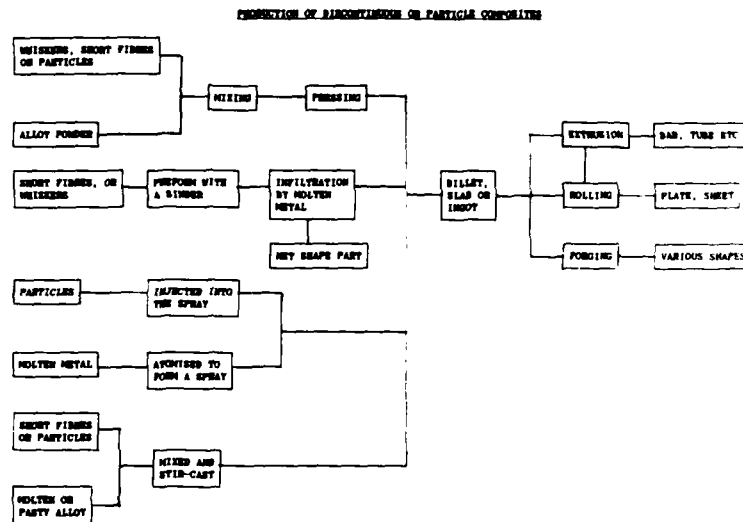 PRODUCTION OF DISCONTINUOUS OR PARTICLE COMPOSITES
WHISKERS, SHORT FIBRES
OR PARTICLES
MIXING
PRESSING
ALLOY POWDER
EXTRUSION
BAR, TUBE ETC
SHORT FIBRES, OR
WHISKERS
PREFORM WITH
A BINDER
INFILTRATION
BY MOLTEN
METAL
BILLET,
SLAB OR
INGOT
ROLLING
PLATE, SHEET
NET SHAPE PART
FORGING
VARIOUS SHAPES
PARTICLES
INJECTED INTO
THE SPRAY
MOLTEN METAL
ATOMISED TO
FORM A SPRAY
SHORT FIBRES
OR PARTICLES
MIXED AND
STIR-CAST
MOLTEN OR
PASTY ALLOY